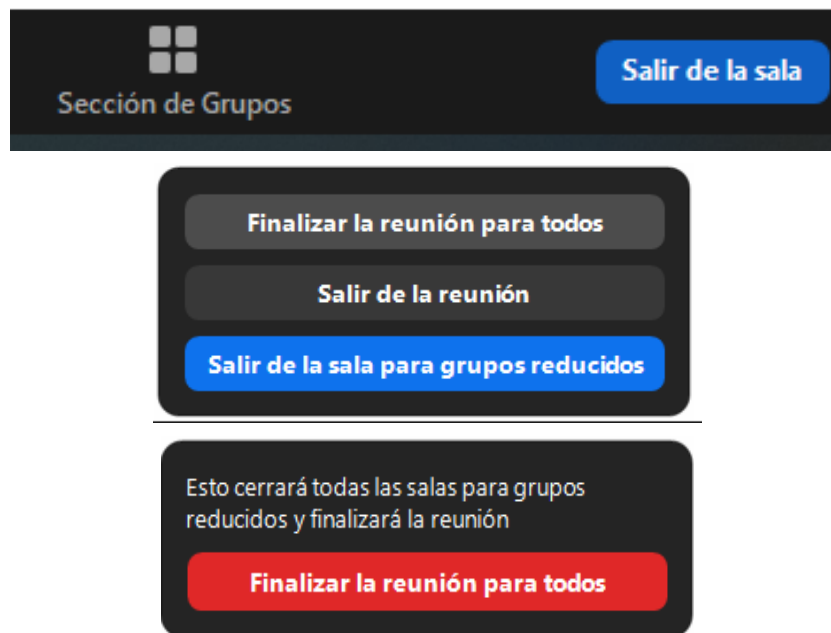 Sección de Grupos
Salir de la sala
Finalizar la reunión para todos
Salir de la reunión
Salir de la sala para grupos reducidos
Esto cerrará todas las salas para grupos
reducidos y finalizará la reunión
Finalizar la reunión para todos